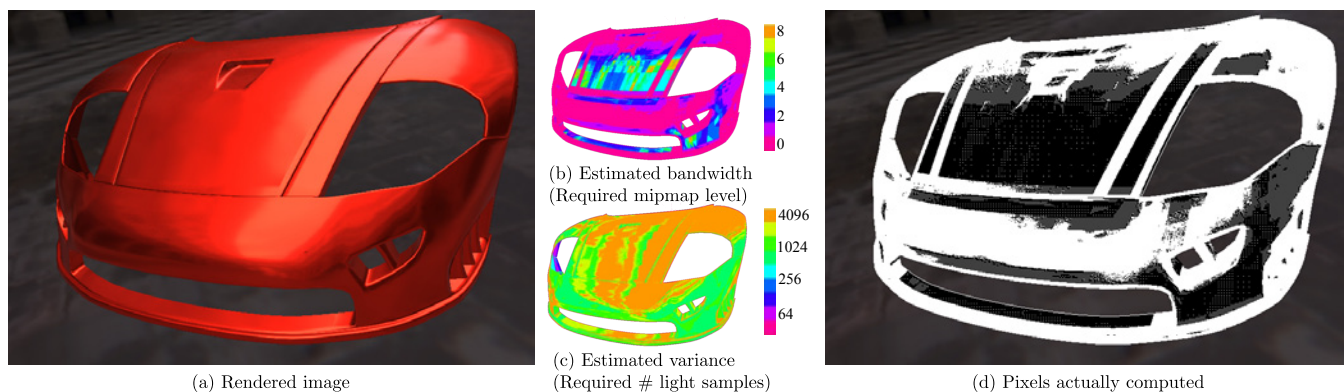 8
6
4
2
0
(b) Estimated bandwidth
(Required mipmap level)
4096
1024
256
64
(c) Estimated variance
(Required # light samples)
(a) Rendered image
(d) Pixels actually computed